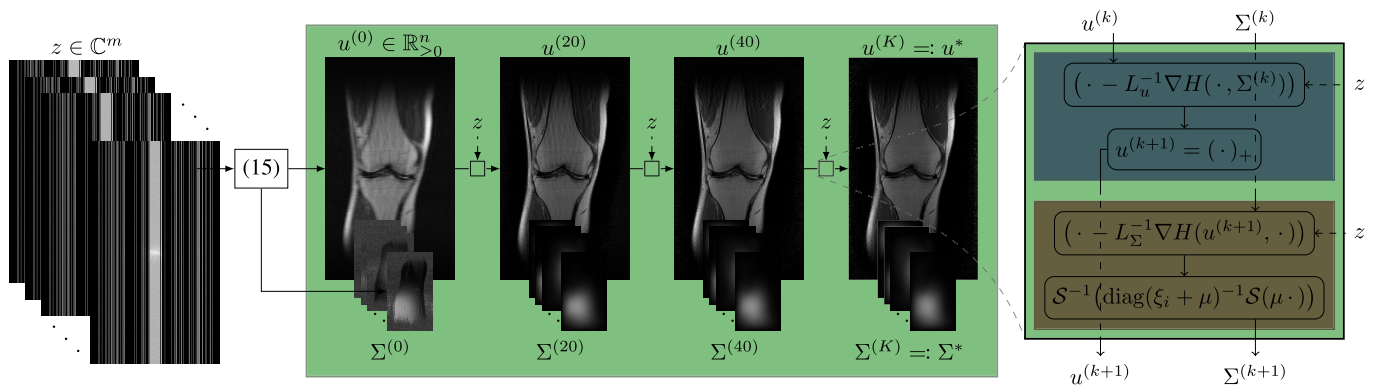 z ∈ ℂ^m
(15)
u^{(0)} ∈ ℝ^n_{>0}
u^{(20)}
u^{(40)}
u^{(K)} =: u^*
z
z
z
Σ^{(0)}
Σ^{(20)}
Σ^{(40)}
Σ^{(K)} =: Σ^*
u^{(k)}
Σ^{(k)}
( · − L_u^{-1} ∇H( · , Σ^{(k)}))
z
u^{(k+1)} = ( · )_+
( · − L_Σ^{-1} ∇H(u^{(k+1)}, · ))
z
𝒮^{-1}(diag(ξ_i + μ)^{-1} 𝒮(μ · ))
u^{(k+1)}
Σ^{(k+1)}